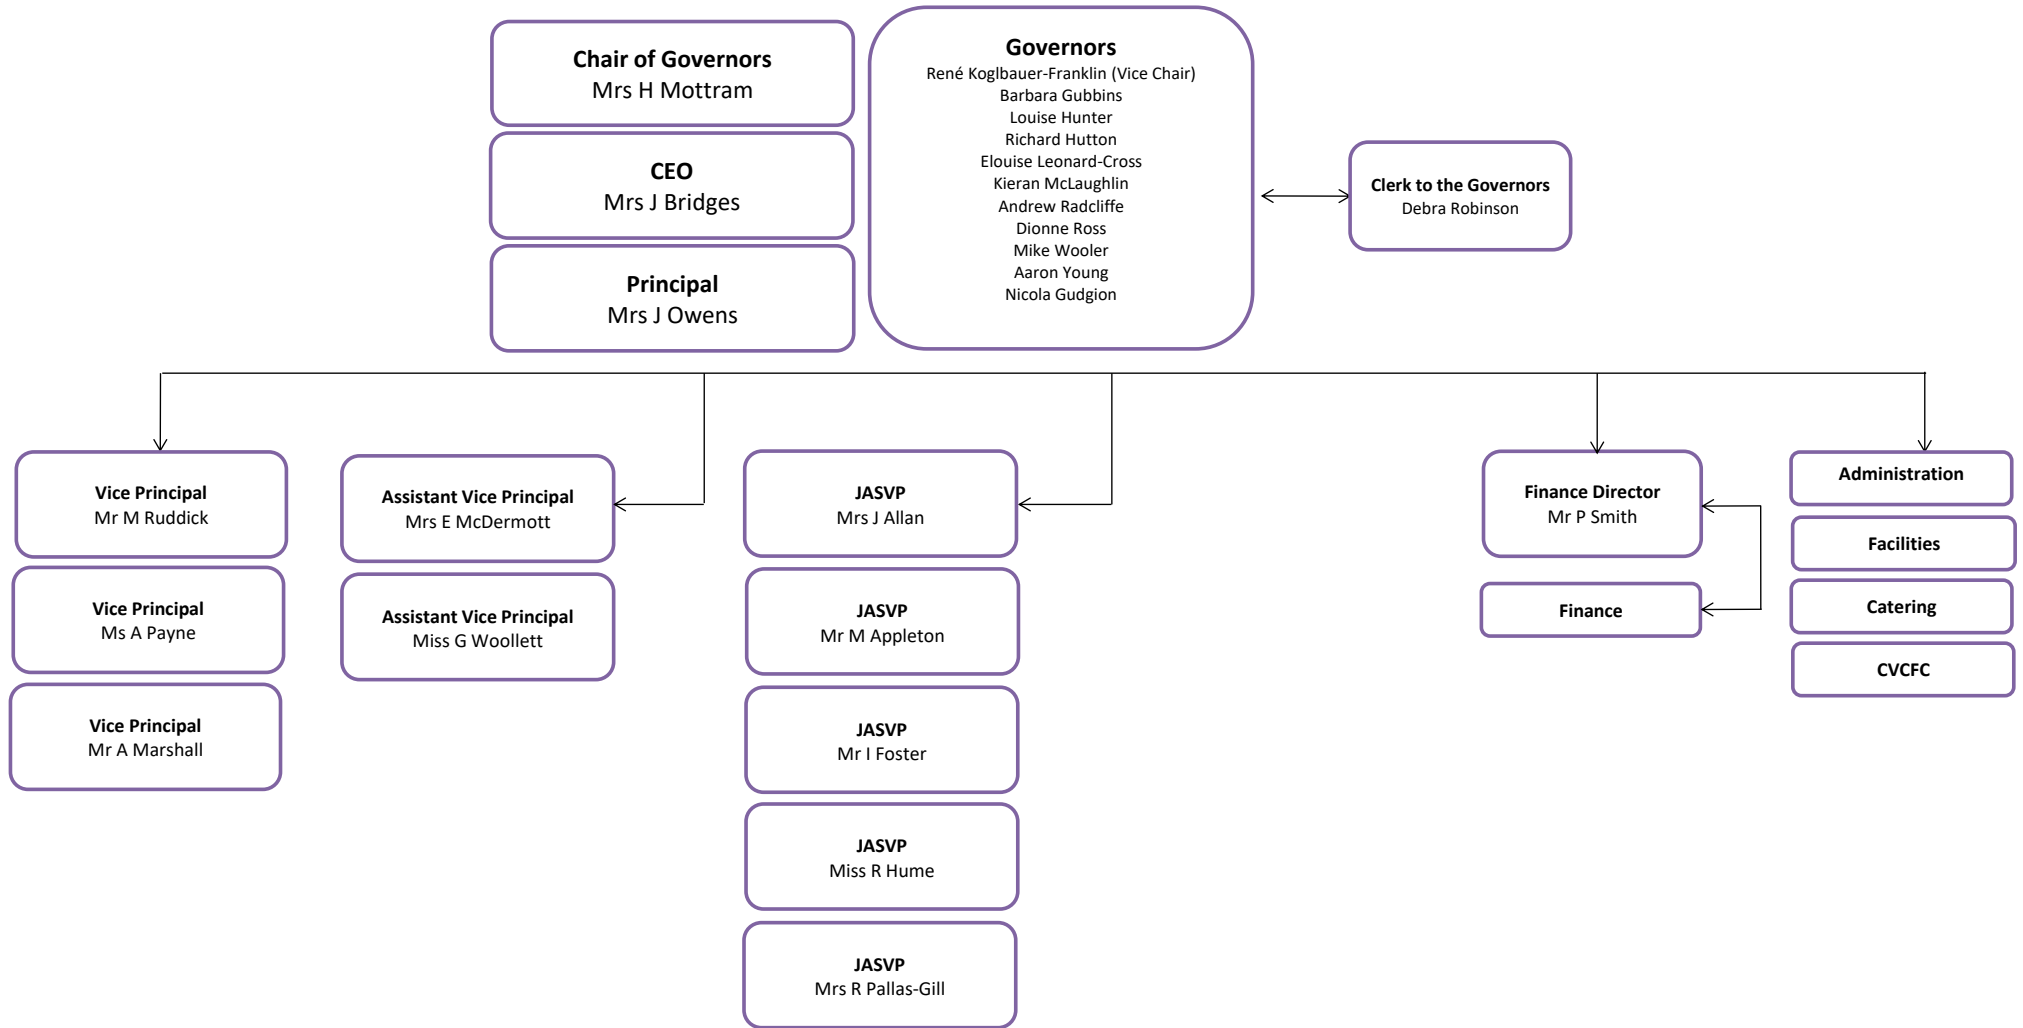 Chair of Governors
Mrs H Mottram
CEO
Mrs J Bridges
Principal
Mrs J Owens
Governors
René Koglbauer-Franklin (Vice Chair)
Barbara Gubbins
Louise Hunter
Richard Hutton
Elouise Leonard-Cross
Kieran McLaughlin
Andrew Radcliffe
Dionne Ross
Mike Wooler
Aaron Young
Nicola Gudgion
Clerk to the Governors
Debra Robinson
Vice Principal
Mr M Ruddick
Vice Principal
Ms A Payne
Vice Principal
Mr A Marshall
Assistant Vice Principal
Mrs E McDermott
Assistant Vice Principal
Miss G Woollett
JASVP
Mrs J Allan
JASVP
Mr M Appleton
JASVP
Mr I Foster
JASVP
Miss R Hume
JASVP
Mrs R Pallas-Gill
Finance Director
Mr P Smith
Finance
Administration
Facilities
Catering
CVCFC